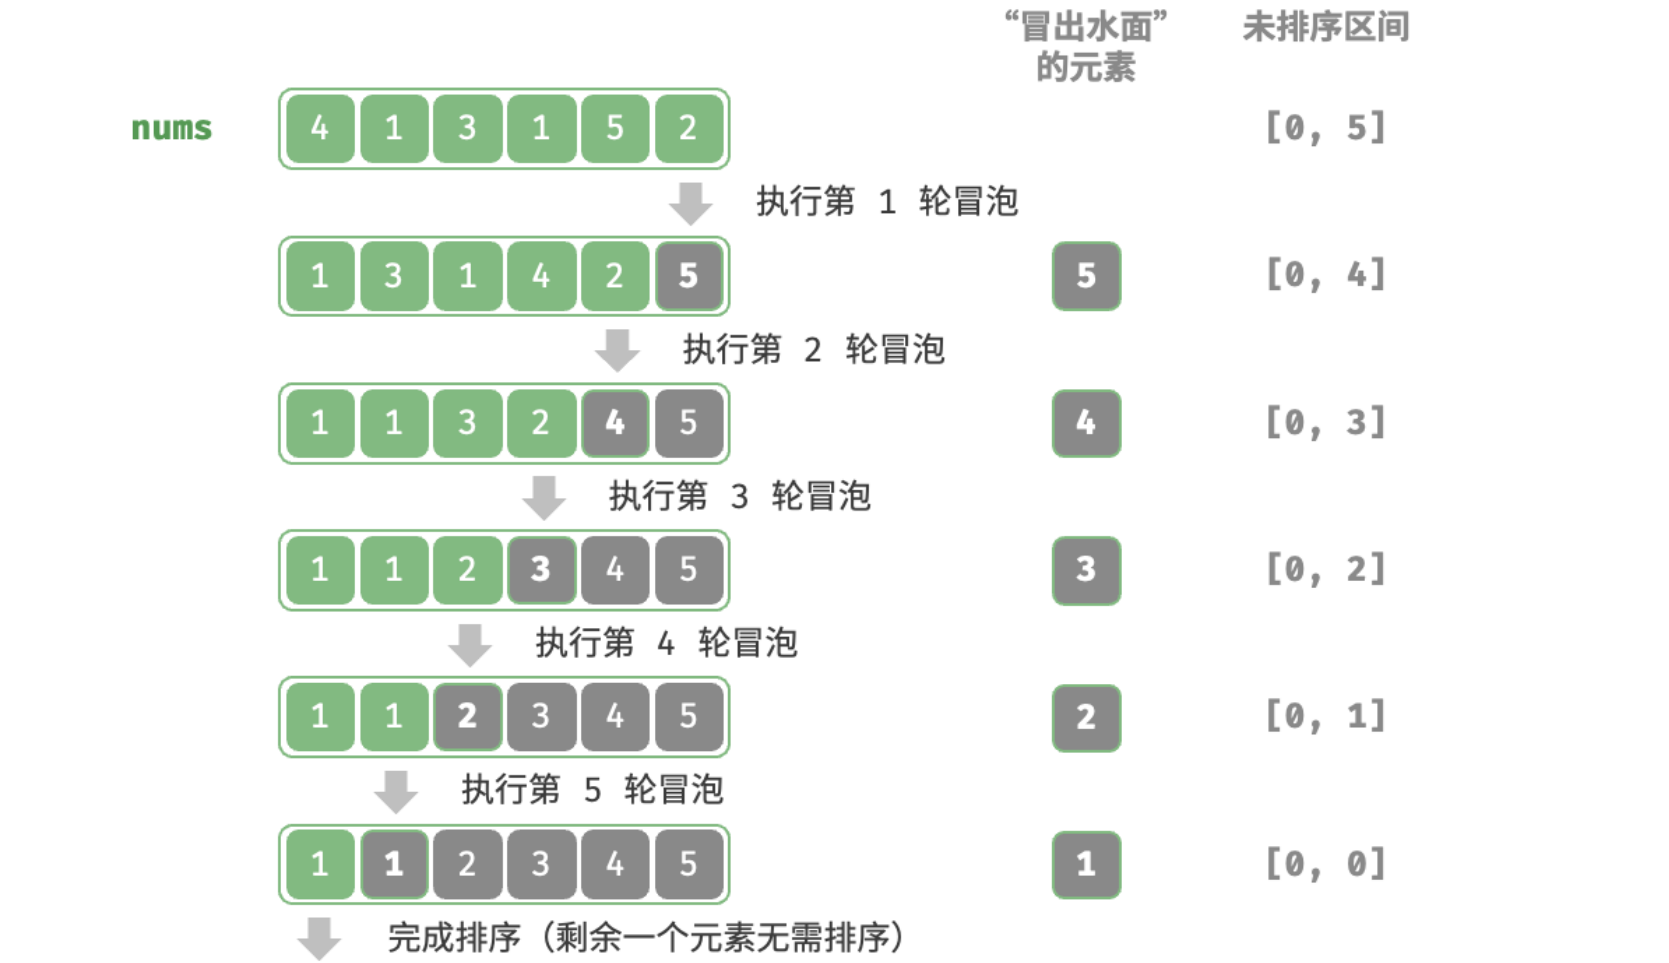 “冒出水面” 未排序区间
的元素
nums 4 1 3 1 5 2 [0, 5]
执行第 1 轮冒泡
1 3 1 4 2 5 5 [0, 4]
执行第 2 轮冒泡
1 1 3 2 4 5 4 [0, 3]
执行第 3 轮冒泡
1 1 2 3 4 5 3 [0, 2]
执行第 4 轮冒泡
1 1 2 3 4 5 2 [0, 1]
执行第 5 轮冒泡
1 1 2 3 4 5 1 [0, 0]
完成排序（剩余一个元素无需排序）